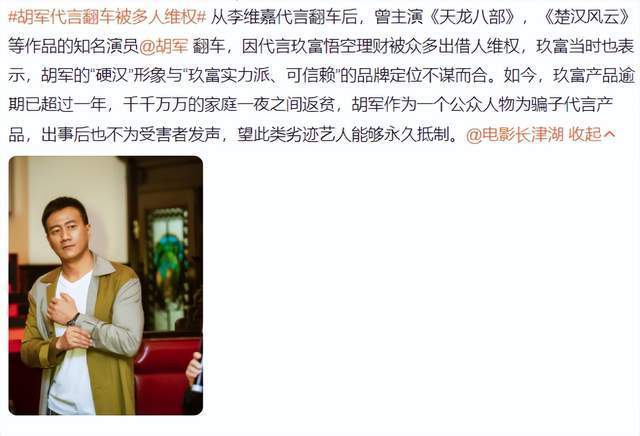 #胡军代言翻车被多人维权# 从李维嘉代言翻车后，曾主演《天龙八部》，《楚汉风云》
等作品的知名演员@胡军 翻车，因代言玖富悟空理财被众多出借人维权，玖富当时也表
示，胡军的“硬汉”形象与“玖富实力派、可信赖”的品牌定位不谋而合。如今，玖富产品逾
期已超过一年，千千万万的家庭一夜之间返贫，胡军作为一个公众人物为骗子代言产
品，出事后也不为受害者发声，望此类劣迹艺人能够永久抵制。@电影长津湖 收起